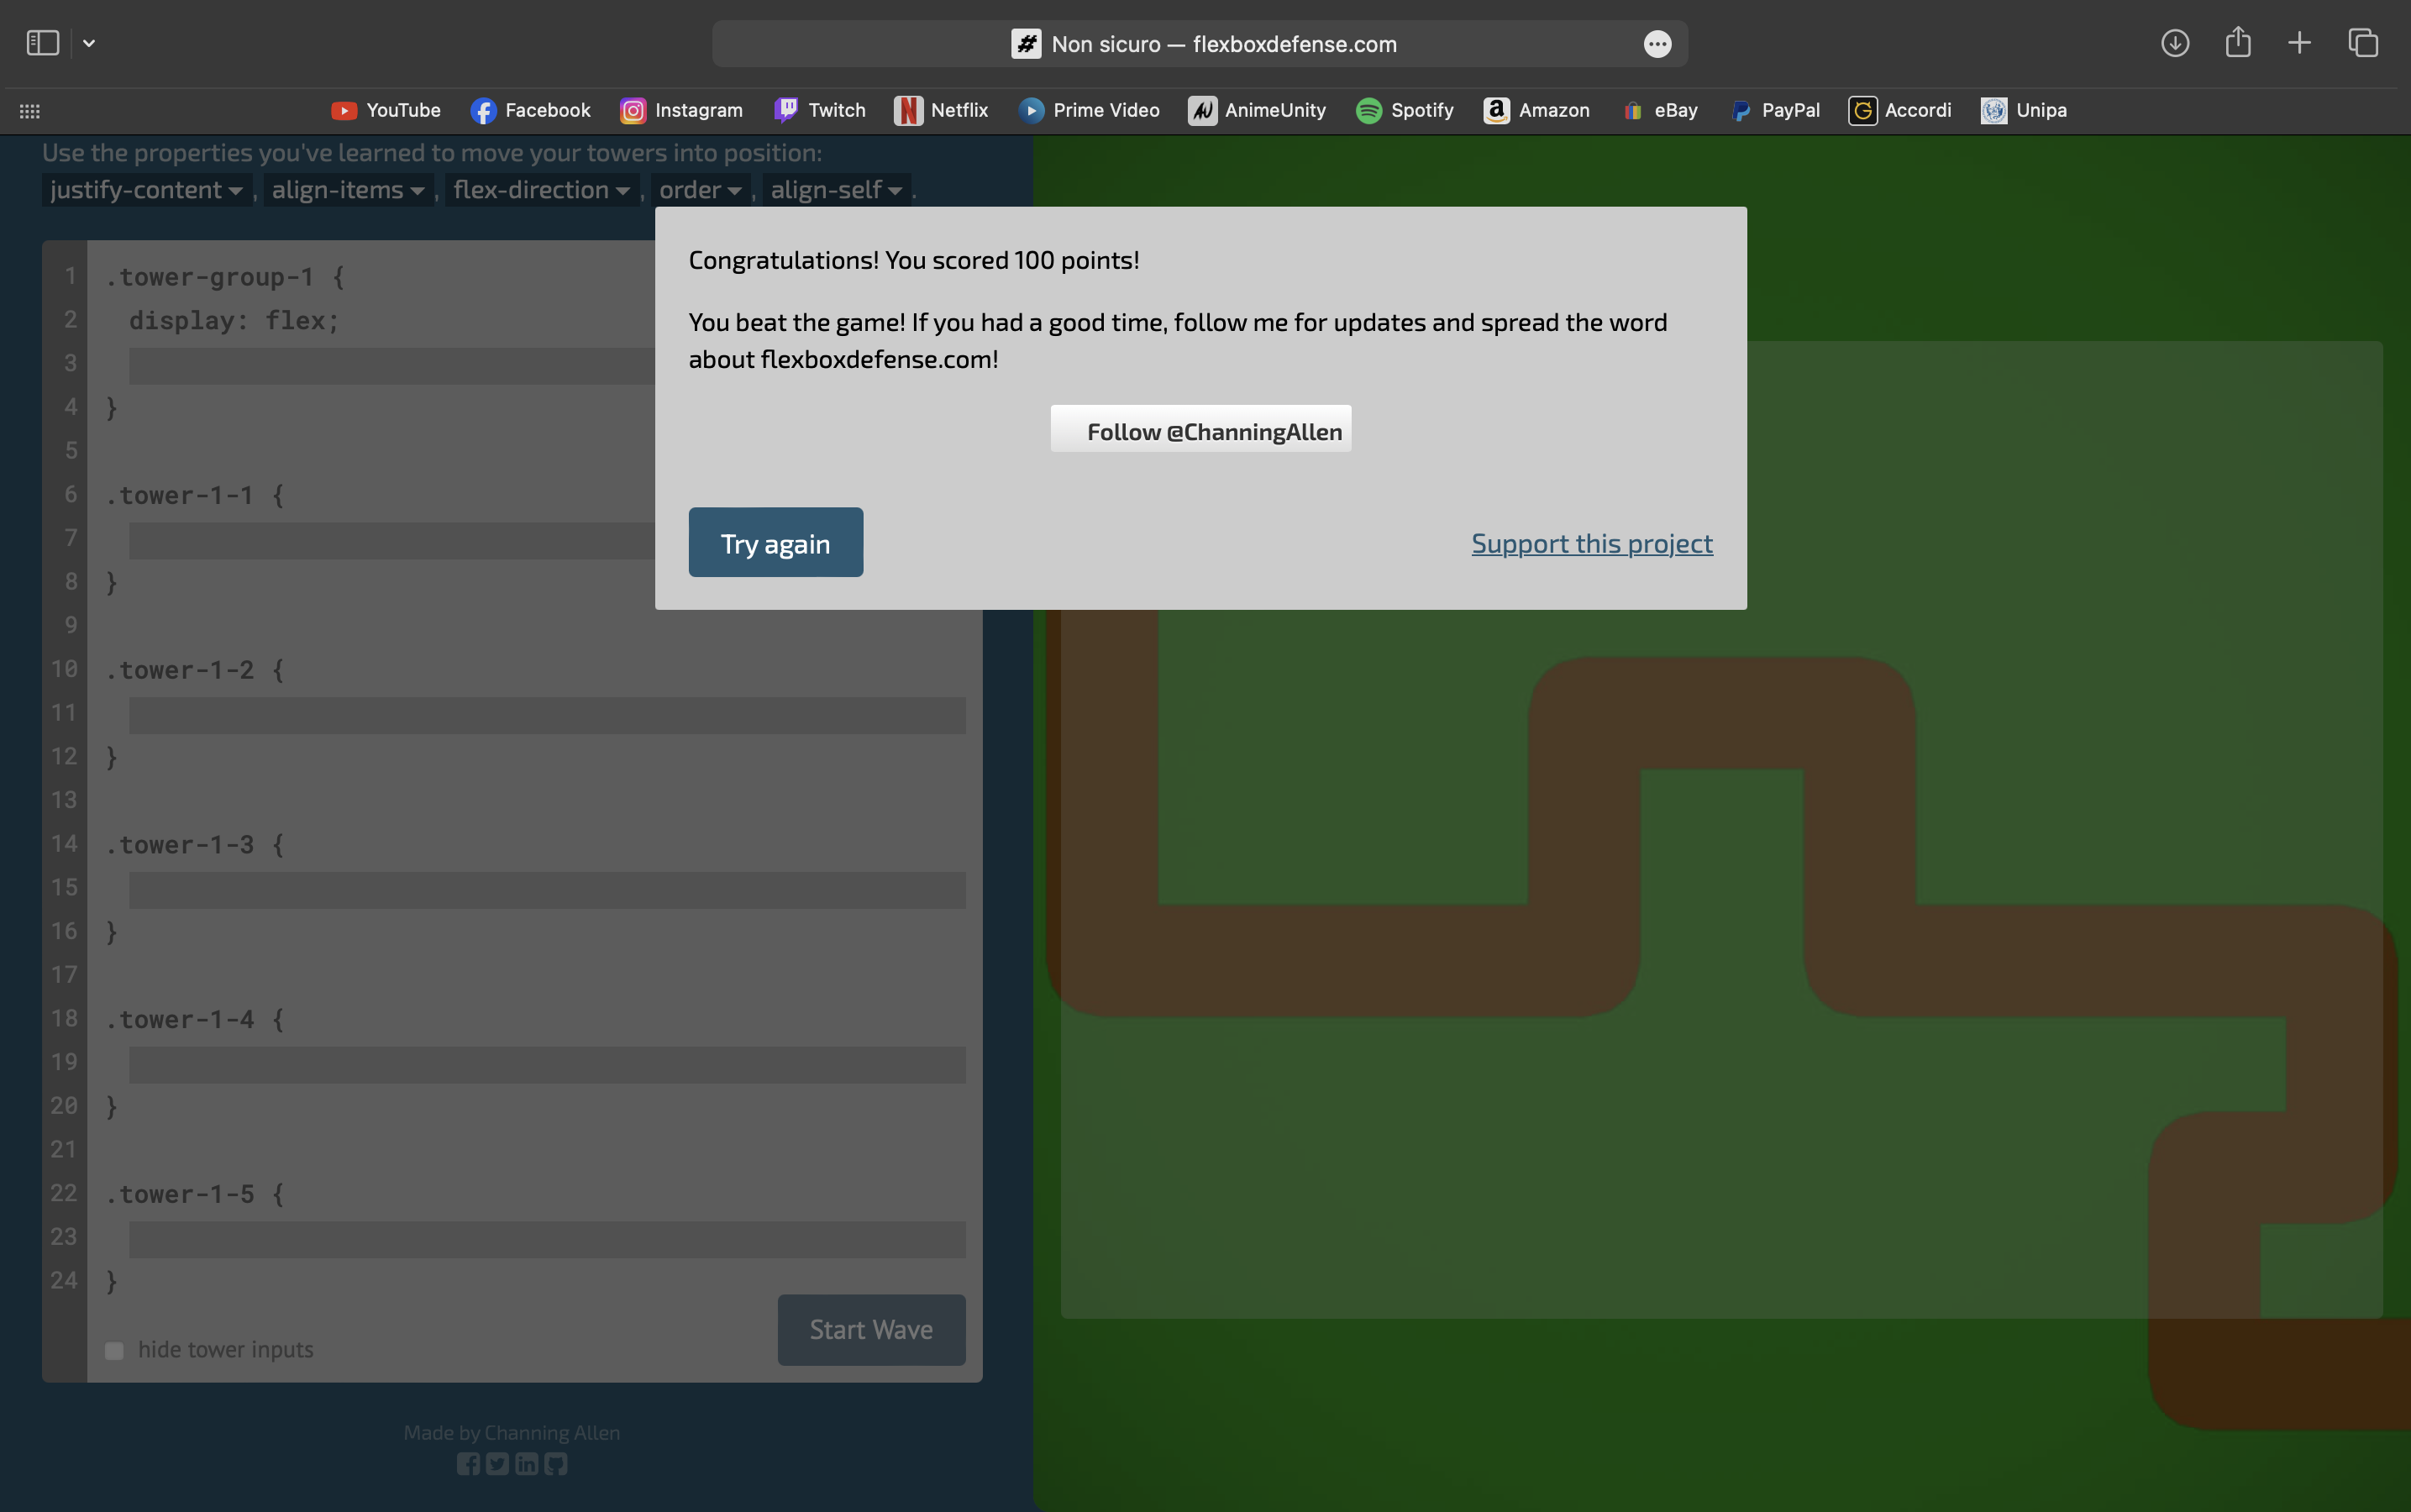 Non sicuro — flexboxdefense.com
YouTube Facebook Instagram Twitch Netflix Prime Video AnimeUnity Spotify Amazon eBay PayPal Accordi Unipa
Use the properties you've learned to move your towers into position:
justify-content , align-items , flex-direction , order , align-self .
Congratulations! You scored 100 points!
You beat the game! If you had a good time, follow me for updates and spread the word
about flexboxdefense.com!
Follow @ChanningAllen
Try again
Support this project
1 .tower-group-1 {
2 display: flex;
3
4 }
5
6 .tower-1-1 {
7
8 }
9
10 .tower-1-2 {
11
12 }
13
14 .tower-1-3 {
15
16 }
17
18 .tower-1-4 {
19
20 }
21
22 .tower-1-5 {
23
24 }
Start Wave
hide tower inputs
Made by Channing Allen